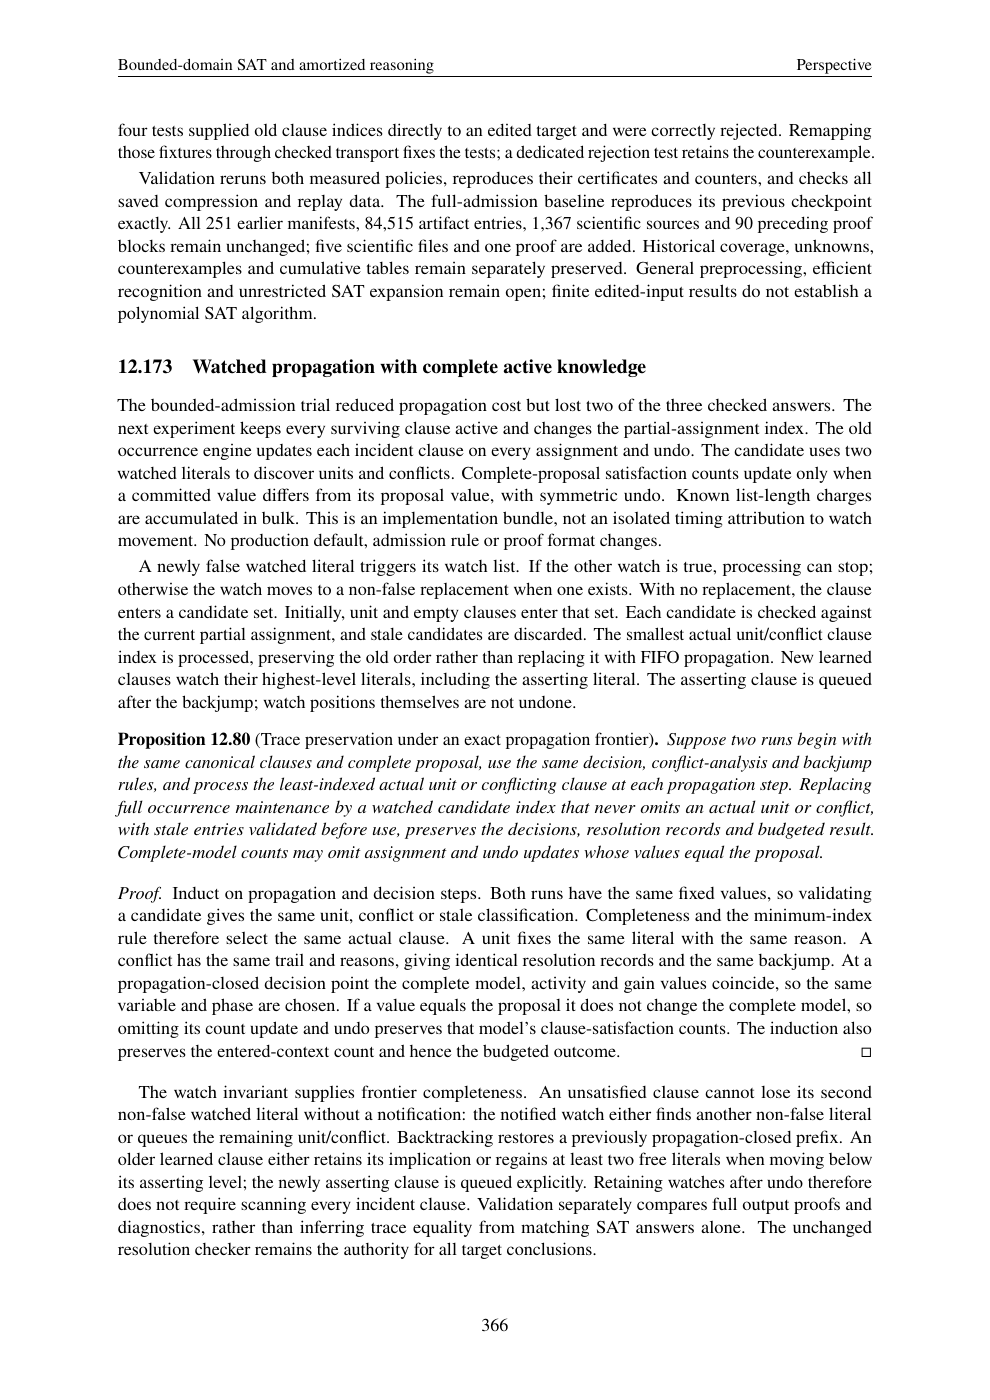 Bounded-domain SAT and amortized reasoning Perspective
four tests supplied old clause indices directly to an edited target and were correctly rejected. Remapping
those fixtures through checked transport fixes the tests; a dedicated rejection test retains the counterexample.
Validation reruns both measured policies, reproduces their certificates and counters, and checks all
saved compression and replay data. The full-admission baseline reproduces its previous checkpoint
exactly. All 251 earlier manifests, 84,515 artifact entries, 1,367 scientific sources and 90 preceding proof
blocks remain unchanged; five scientific files and one proof are added. Historical coverage, unknowns,
counterexamples and cumulative tables remain separately preserved. General preprocessing, efficient
recognition and unrestricted SAT expansion remain open; finite edited-input results do not establish a
polynomial SAT algorithm.
12.173 Watched propagation with complete active knowledge
The bounded-admission trial reduced propagation cost but lost two of the three checked answers. The
next experiment keeps every surviving clause active and changes the partial-assignment index. The old
occurrence engine updates each incident clause on every assignment and undo. The candidate uses two
watched literals to discover units and conflicts. Complete-proposal satisfaction counts update only when
a committed value differs from its proposal value, with symmetric undo. Known list-length charges
are accumulated in bulk. This is an implementation bundle, not an isolated timing attribution to watch
movement. No production default, admission rule or proof format changes.
A newly false watched literal triggers its watch list. If the other watch is true, processing can stop;
otherwise the watch moves to a non-false replacement when one exists. With no replacement, the clause
enters a candidate set. Initially, unit and empty clauses enter that set. Each candidate is checked against
the current partial assignment, and stale candidates are discarded. The smallest actual unit/conflict clause
index is processed, preserving the old order rather than replacing it with FIFO propagation. New learned
clauses watch their highest-level literals, including the asserting literal. The asserting clause is queued
after the backjump; watch positions themselves are not undone.
Proposition 12.80 (Trace preservation under an exact propagation frontier). Suppose two runs begin with
the same canonical clauses and complete proposal, use the same decision, conflict-analysis and backjump
rules, and process the least-indexed actual unit or conflicting clause at each propagation step. Replacing
full occurrence maintenance by a watched candidate index that never omits an actual unit or conflict,
with stale entries validated before use, preserves the decisions, resolution records and budgeted result.
Complete-model counts may omit assignment and undo updates whose values equal the proposal.
Proof. Induct on propagation and decision steps. Both runs have the same fixed values, so validating
a candidate gives the same unit, conflict or stale classification. Completeness and the minimum-index
rule therefore select the same actual clause. A unit fixes the same literal with the same reason. A
conflict has the same trail and reasons, giving identical resolution records and the same backjump. At a
propagation-closed decision point the complete model, activity and gain values coincide, so the same
variable and phase are chosen. If a value equals the proposal it does not change the complete model, so
omitting its count update and undo preserves that model's clause-satisfaction counts. The induction also
preserves the entered-context count and hence the budgeted outcome. □
The watch invariant supplies frontier completeness. An unsatisfied clause cannot lose its second
non-false watched literal without a notification: the notified watch either finds another non-false literal
or queues the remaining unit/conflict. Backtracking restores a previously propagation-closed prefix. An
older learned clause either retains its implication or regains at least two free literals when moving below
its asserting level; the newly asserting clause is queued explicitly. Retaining watches after undo therefore
does not require scanning every incident clause. Validation separately compares full output proofs and
diagnostics, rather than inferring trace equality from matching SAT answers alone. The unchanged
resolution checker remains the authority for all target conclusions.
366